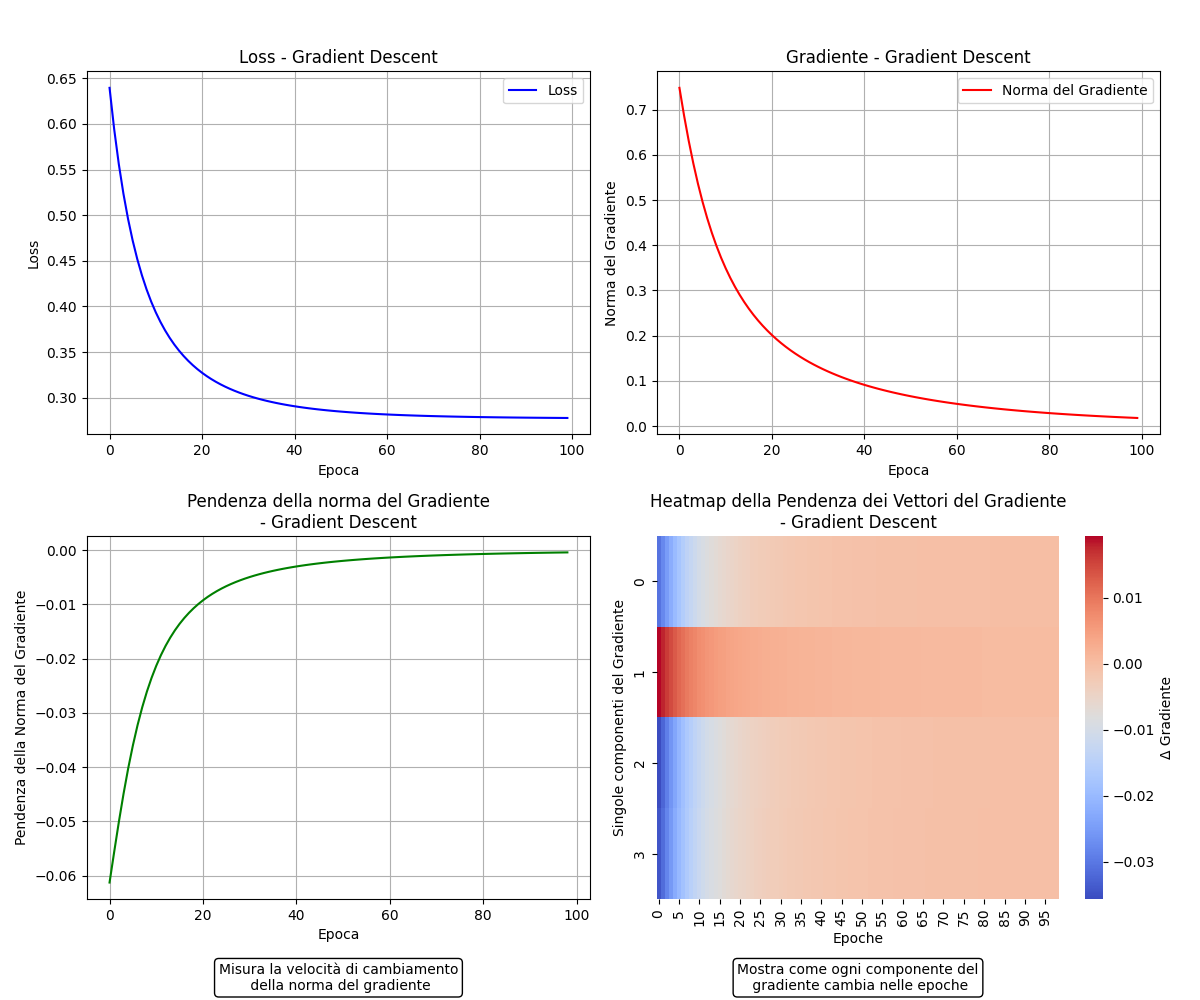 Loss - Gradient Descent
Loss
0.65
0.60
0.55
0.50
0.45
0.40
0.35
0.30
Loss
0 20 40 60 80 100
Epoca
Gradiente - Gradient Descent
Norma del Gradiente
0.7
0.6
0.5
0.4
0.3
0.2
0.1
0.0
Norma del Gradiente
0 20 40 60 80 100
Epoca
Pendenza della norma del Gradiente
- Gradient Descent
0.00
−0.01
−0.02
−0.03
−0.04
−0.05
−0.06
Pendenza della Norma del Gradiente
0 20 40 60 80 100
Epoca
Misura la velocità di cambiamento
della norma del gradiente
Heatmap della Pendenza dei Vettori del Gradiente
- Gradient Descent
Singole componenti del Gradiente
0
1
2
3
0 5 10 15 20 25 30 35 40 45 50 55 60 65 70 75 80 85 90 95
Epoche
0.01
0.00
−0.01
−0.02
−0.03
Δ Gradiente
Mostra come ogni componente del
gradiente cambia nelle epoche